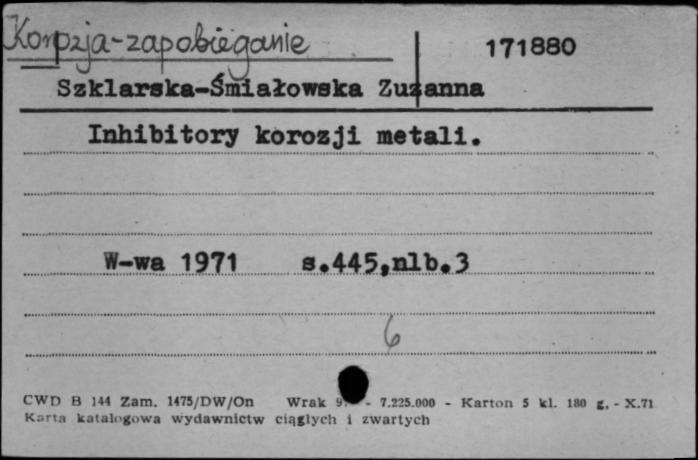 Korozja-zapobieganie
171880
Szklarska-Śmiałowska Zuzanna
Inhibitory korozji metali.
W-wa 1971 s.445,nlb.3
6
CWD B 144 Zam. 1475/DW/On Wrak - 7.225.000 - Karton 5 kl. 180 g. - X.71
Karta katalogowa wydawnictw ciągłych i zwartych